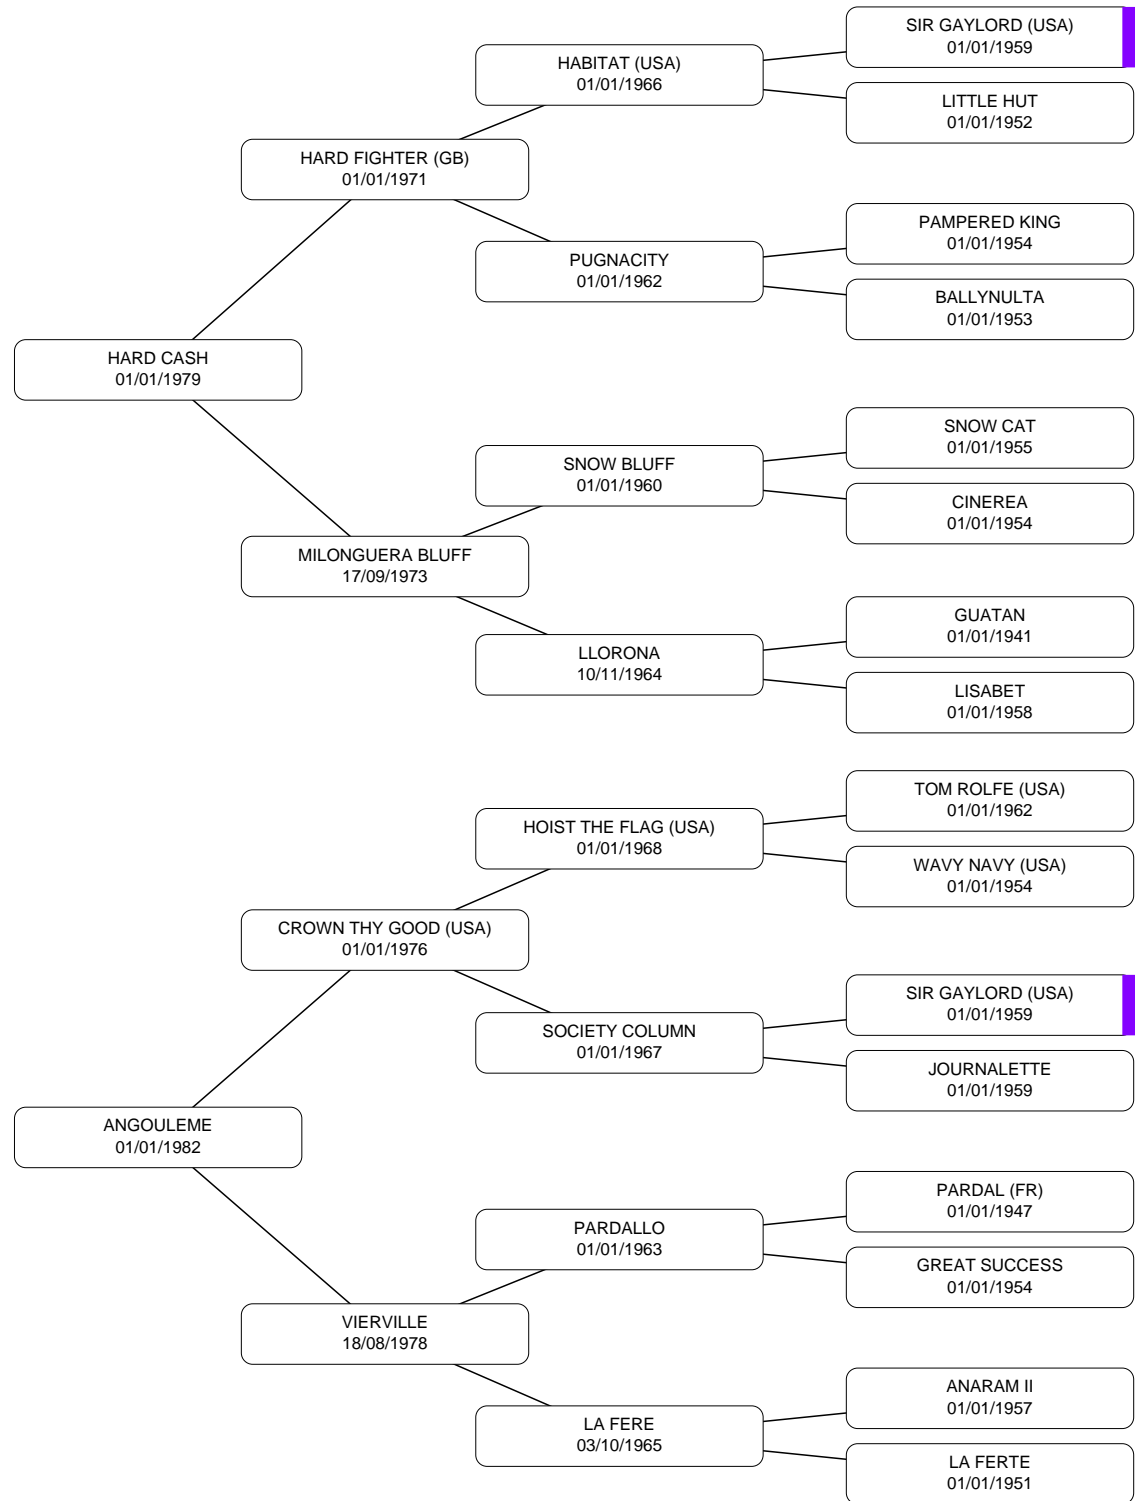 SIR GAYLORD (USA)
01/01/1959
HABITAT (USA)
01/01/1966
LITTLE HUT
01/01/1952
HARD FIGHTER (GB)
01/01/1971
PAMPERED KING
01/01/1954
PUGNACITY
01/01/1962
BALLYNULTA
01/01/1953
HARD CASH
01/01/1979
SNOW CAT
01/01/1955
SNOW BLUFF
01/01/1960
CINEREA
01/01/1954
MILONGUERA BLUFF
17/09/1973
GUATAN
01/01/1941
LLORONA
10/11/1964
LISABET
01/01/1958
TOM ROLFE (USA)
01/01/1962
HOIST THE FLAG (USA)
01/01/1968
WAVY NAVY (USA)
01/01/1954
CROWN THY GOOD (USA)
01/01/1976
SIR GAYLORD (USA)
01/01/1959
SOCIETY COLUMN
01/01/1967
JOURNALETTE
01/01/1959
ANGOULEME
01/01/1982
PARDAL (FR)
01/01/1947
PARDALLO
01/01/1963
GREAT SUCCESS
01/01/1954
VIERVILLE
18/08/1978
ANARAM II
01/01/1957
LA FERE
03/10/1965
LA FERTE
01/01/1951